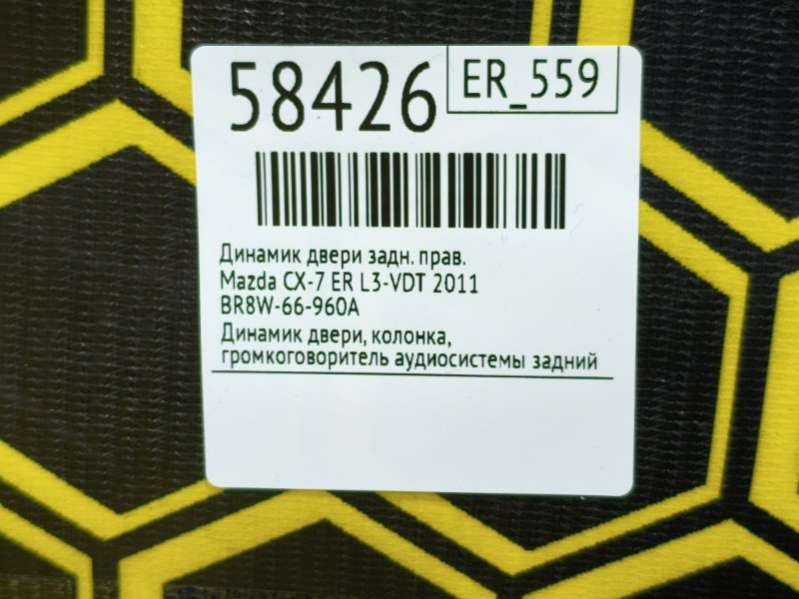 58426
ER_559
Динамик двери задн. прав.
Mazda CX-7 ER L3-VDT 2011
BR8W-66-960A
Динамик двери, колонка,
громкоговоритель аудиосистемы задний